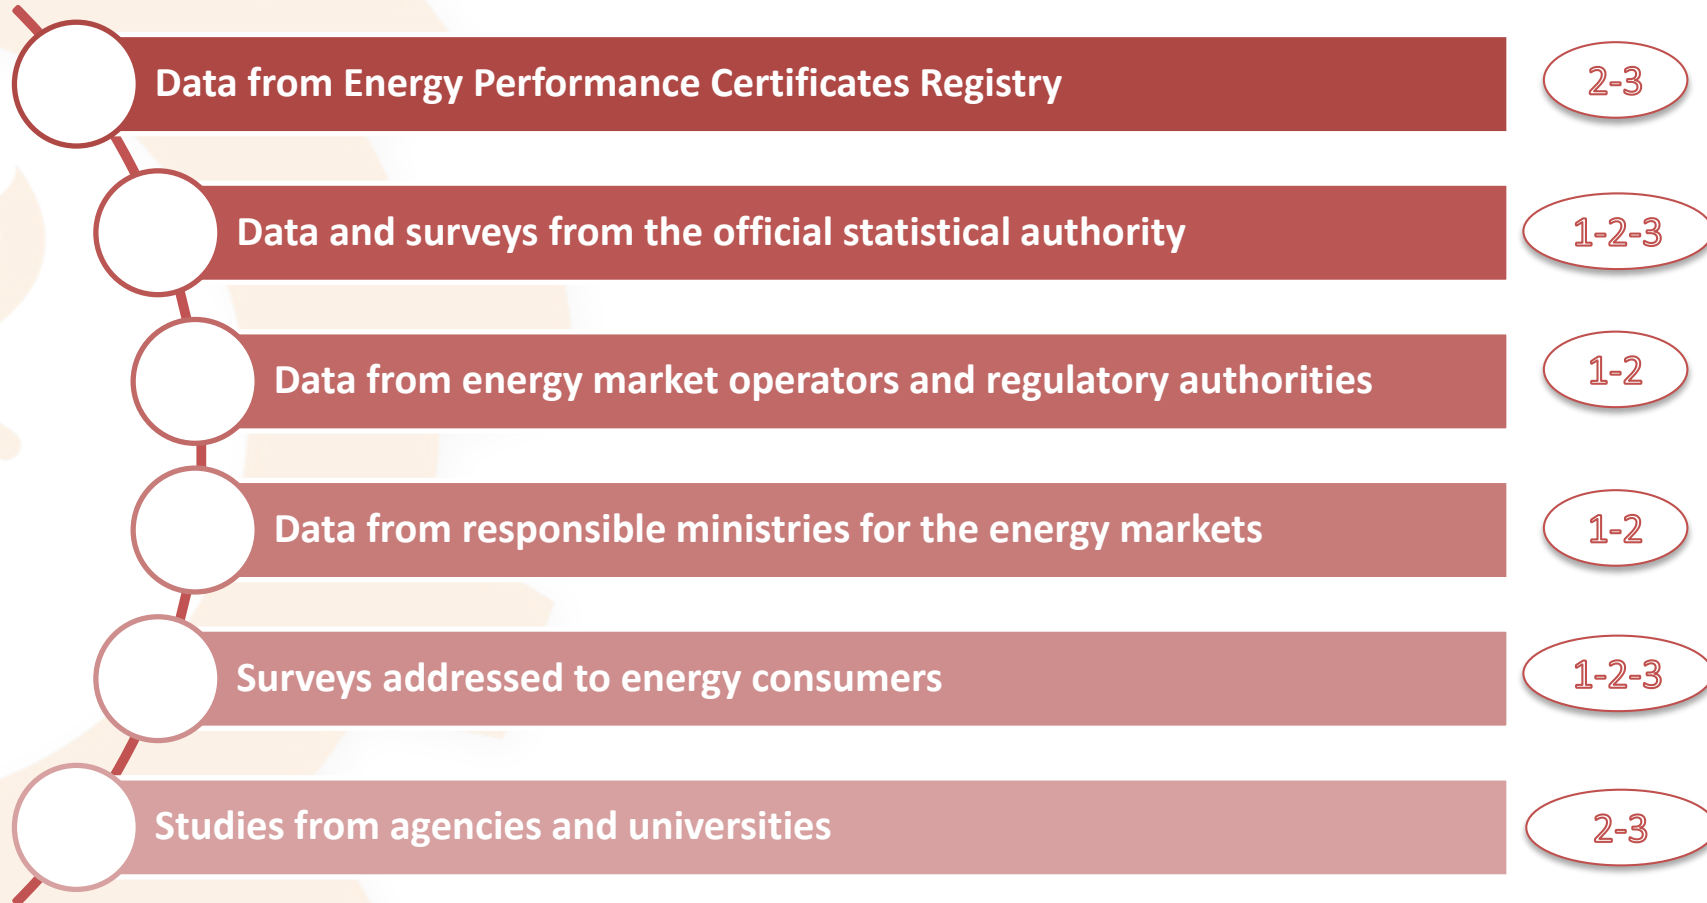 Data from Energy Performance Certificates Registry
2-3
Data and surveys from the official statistical authority
1-2-3
Data from energy market operators and regulatory authorities
1-2
Data from responsible ministries for the energy markets
1-2
Surveys addressed to energy consumers
1-2-3
Studies from agencies and universities
2-3